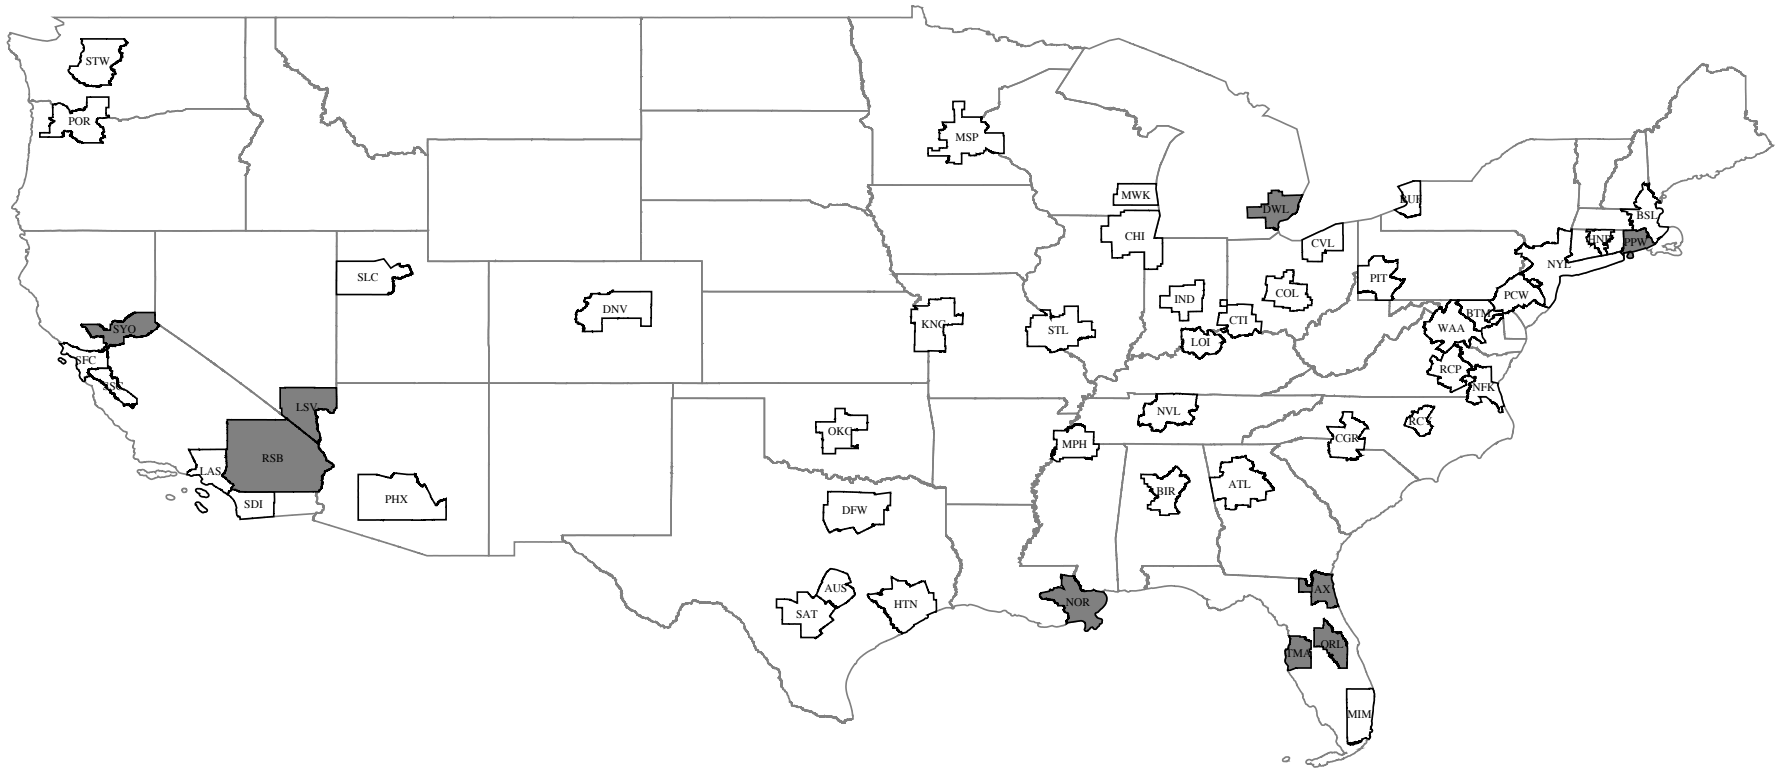 STW
POR
MSP
MWK
DWL
BUF
BSL
CHI
CVL
HNF
PPW
SLC
PIT
NYL
DNV
IND
COL
PCW
SYO
KNC
STL
CTI
BTM
WAA
LOI
SFC
RCP
NFK
LSV
NVL
OKC
MPH
CGR
RCY
RSB
LAS
SDI
PHX
DFW
BIR
ATL
AUS
SAT
HTN
NOR
AX
TMA
ORL
MIM